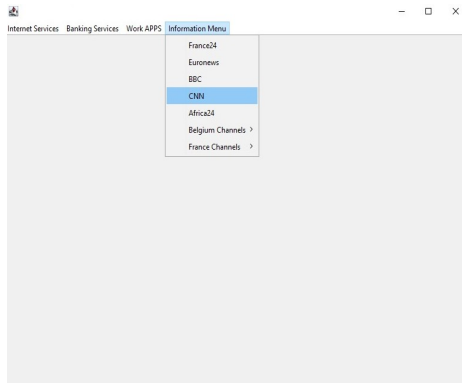 Internet Services Banking Services Work APPS Information Menu
France24
Euronews
BBC
CNN
Africa24
Belgium Channels >
France Channels >